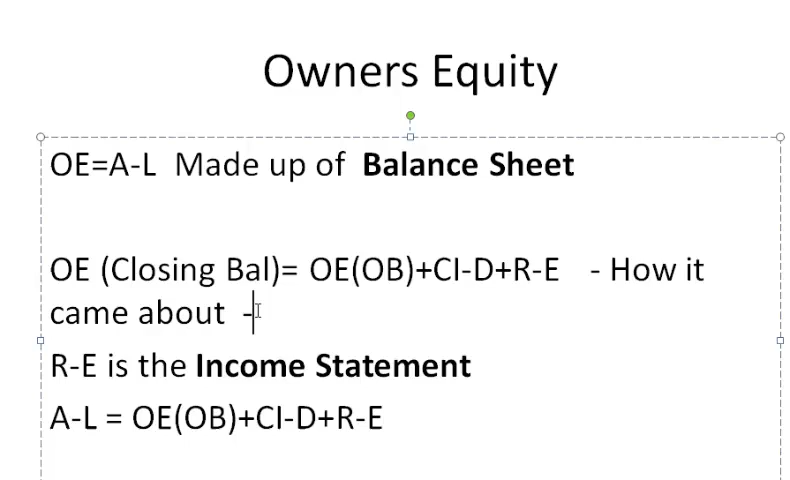 Owners Equity
OE=A-L  Made up of  Balance Sheet
OE (Closing Bal)= OE(OB)+CI-D+R-E   - How it
came about  -
R-E is the Income Statement
A-L = OE(OB)+CI-D+R-E